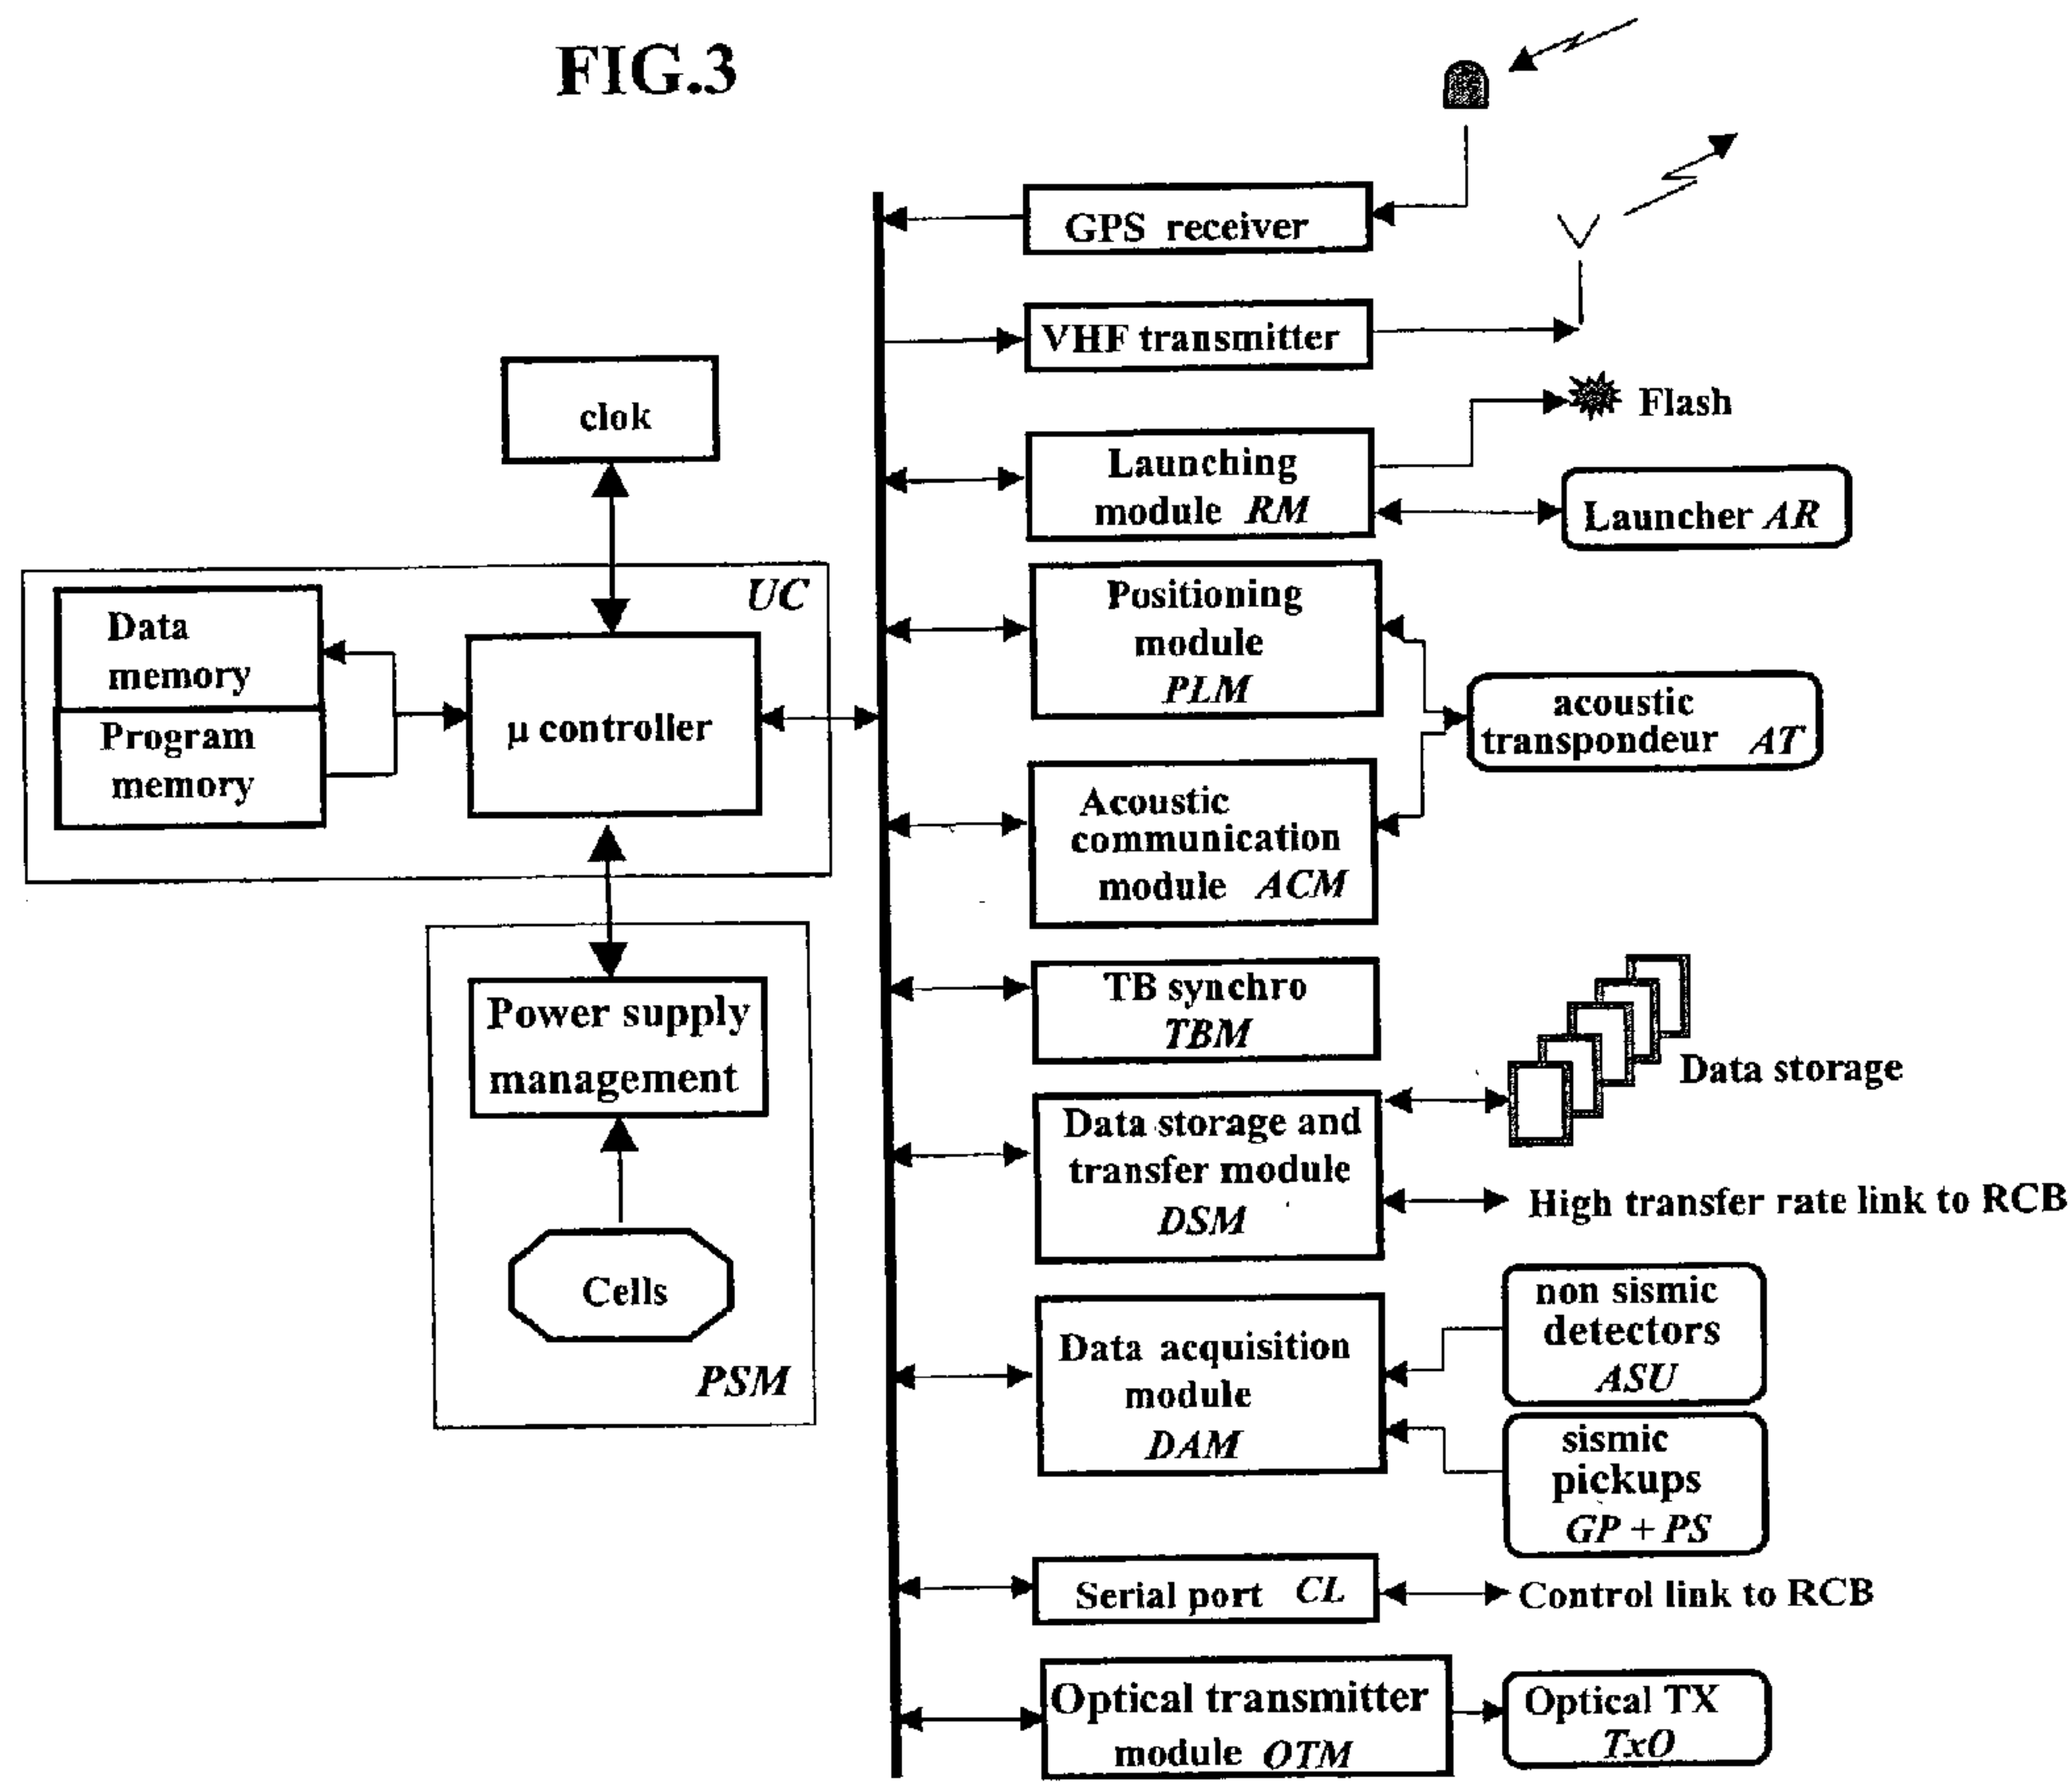 FIG.3
GPS receiver
VHF transmitter
Flash
clok
Launching
module RM
Launcher AR
UC
Data
memory
Program
memory
μ controller
Positioning
module
PLM
acoustic
transpondeur AT
Acoustic
communication
module ACM
Power supply
management
Cells
PSM
TB synchro
TBM
Data storage
Data storage and
transfer module
DSM
High transfer rate link to RCB
non sismic
detectors
ASU
Data acquisition
module
DAM
sismic
pickups
GP + PS
Serial port CL
Control link to RCB
Optical transmitter
module OTM
Optical TX
TxO